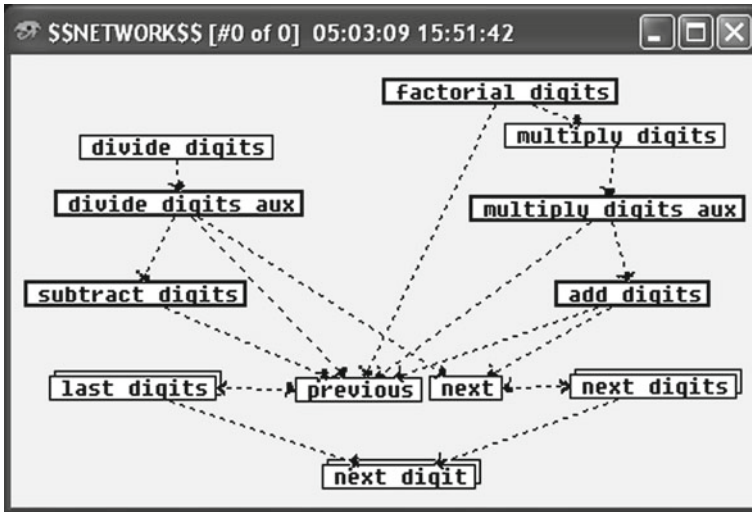 $$NETWORK$$ [#0 of 0] 05:03:09 15:51:42
factorial digits
multiply digits
divide digits
divide digits aux
multiply digits aux
subtract digits
add digits
last digits
previous
next
next digits
next digit